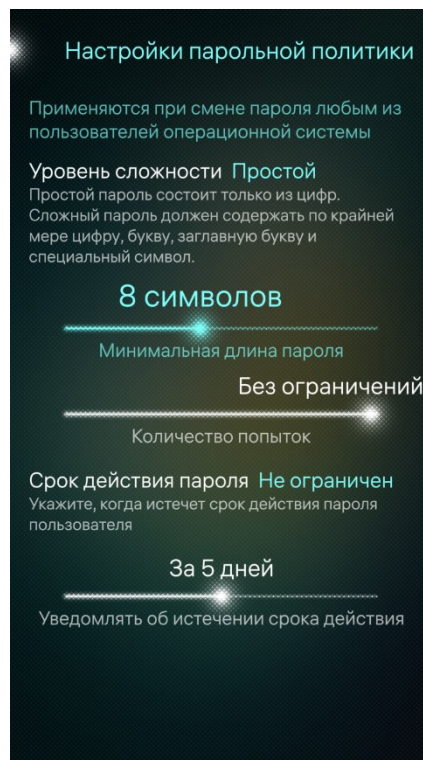 Настройки парольной политики
Применяются при смене пароля любым из
пользователей операционной системы
Уровень сложности Простой
Простой пароль состоит только из цифр.
Сложный пароль должен содержать по крайней
мере цифру, букву, заглавную букву и
специальный символ.
8 символов
Минимальная длина пароля
Без ограничений
Количество попыток
Срок действия пароля Не ограничен
Укажите, когда истечет срок действия пароля
пользователя
За 5 дней
Уведомлять об истечении срока действия